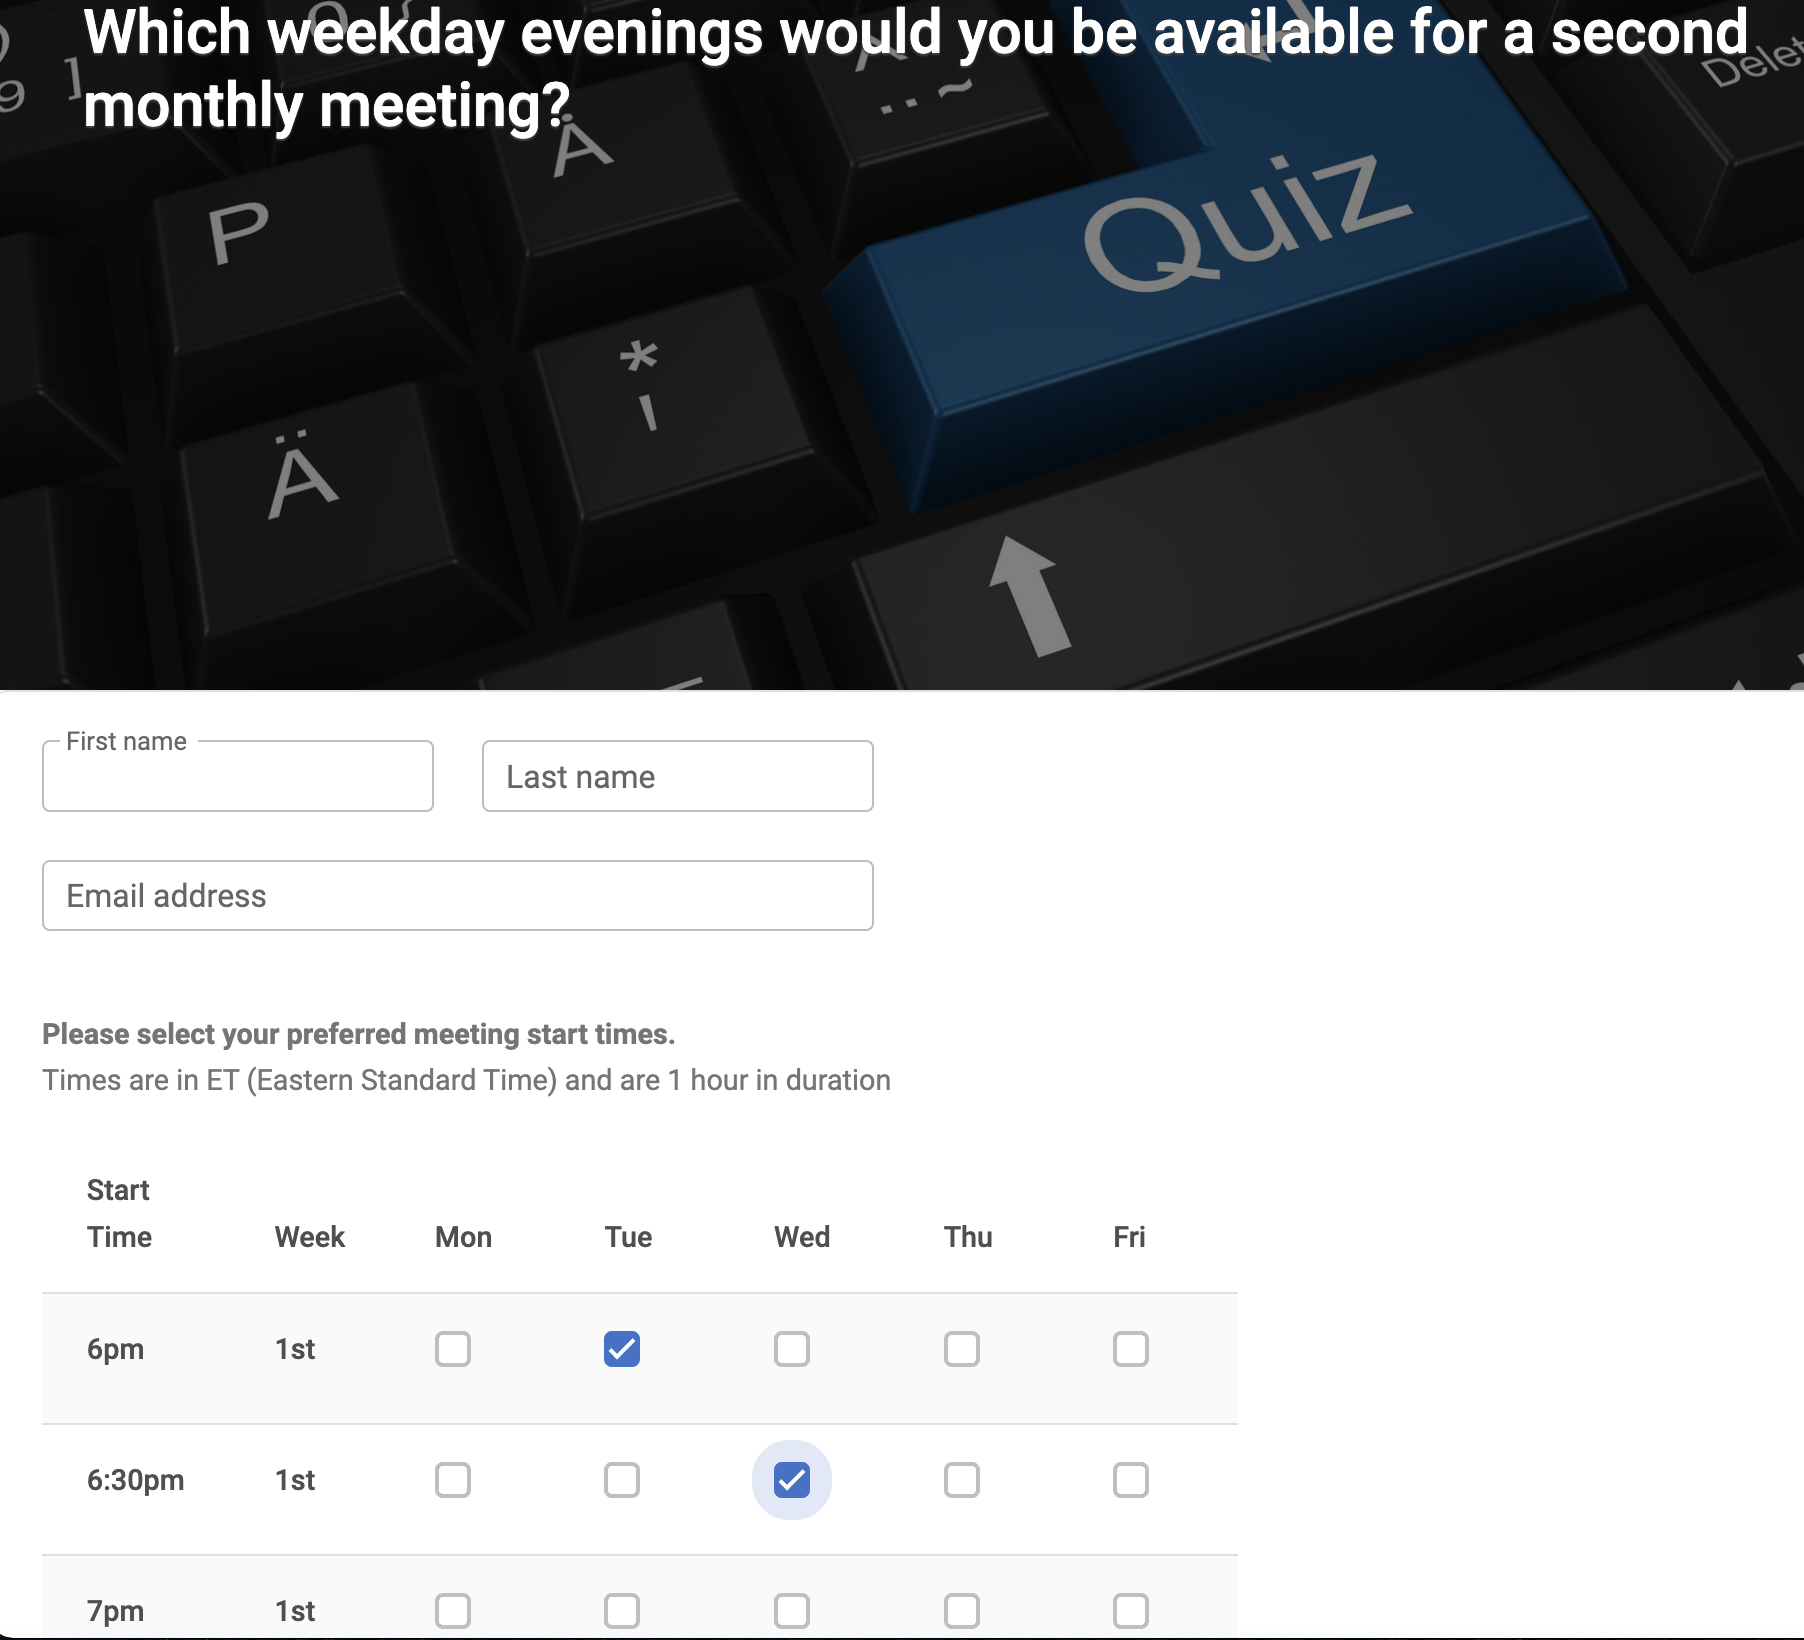 Which weekday evenings would you be available for a second
monthly meeting?
9 ]
P
Å
Quiz
Ä
*
'
First name
Last name
Email address
Please select your preferred meeting start times.
Times are in ET (Eastern Standard Time) and are 1 hour in duration
Start
Time Week Mon Tue Wed Thu Fri
6pm 1st
6:30pm 1st
7pm 1st